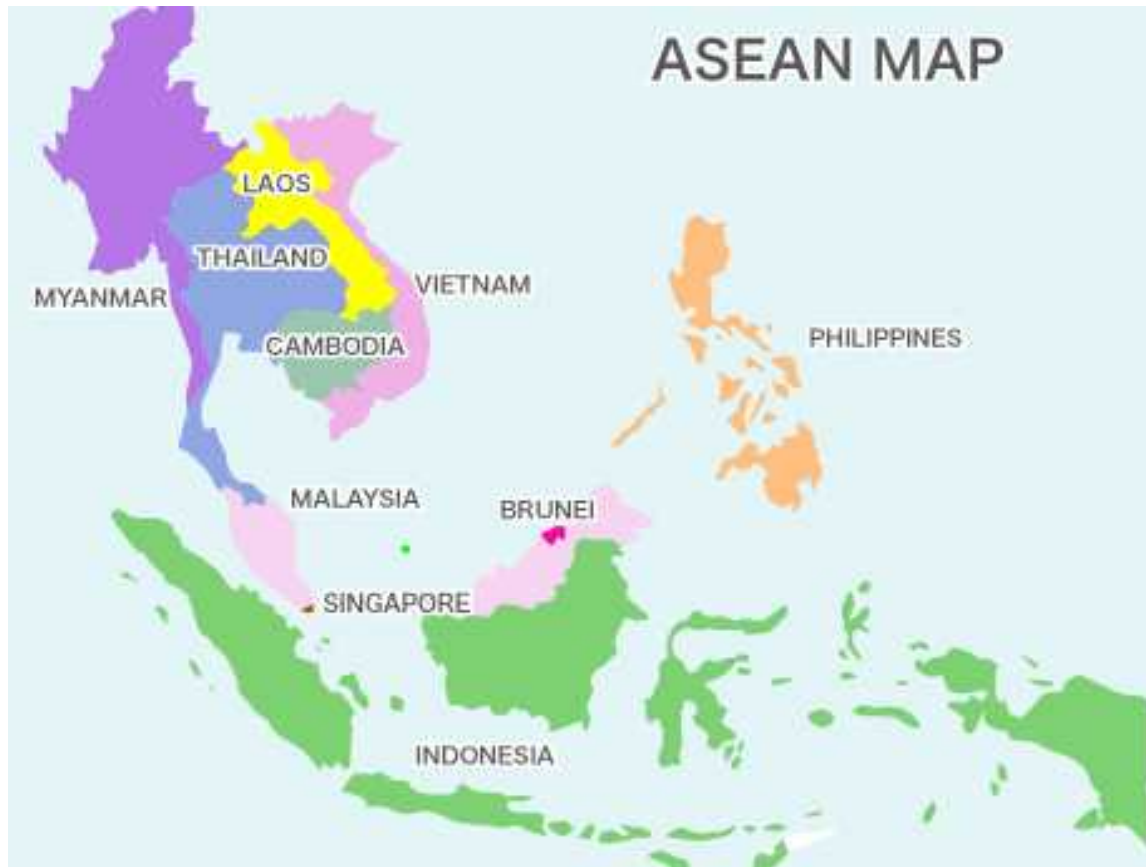 ASEAN MAP
LAOS
THAILAND
MYANMAR
VIETNAM
CAMBODIA
PHILIPPINES
MALAYSIA
BRUNEI
SINGAPORE
INDONESIA